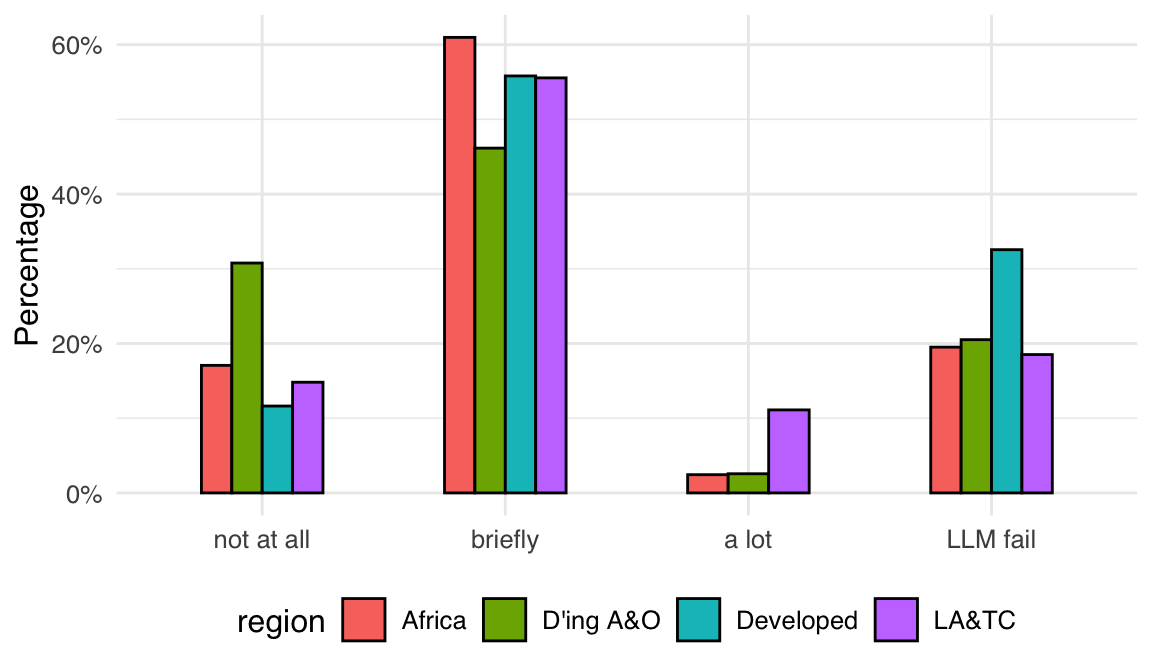 Percentage
60%
40%
20%
0%
not at all briefly a lot LLM fail
region Africa D'ing A&O Developed LA&TC